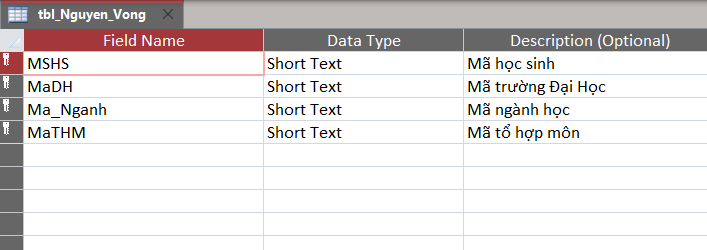 tbl_Nguyen_Vong
Field Name Data Type Description (Optional)
MSHS Short Text Mã học sinh
MaDH Short Text Mã trường Đại Học
Ma_Nganh Short Text Mã ngành học
MaTHM Short Text Mã tổ hợp môn